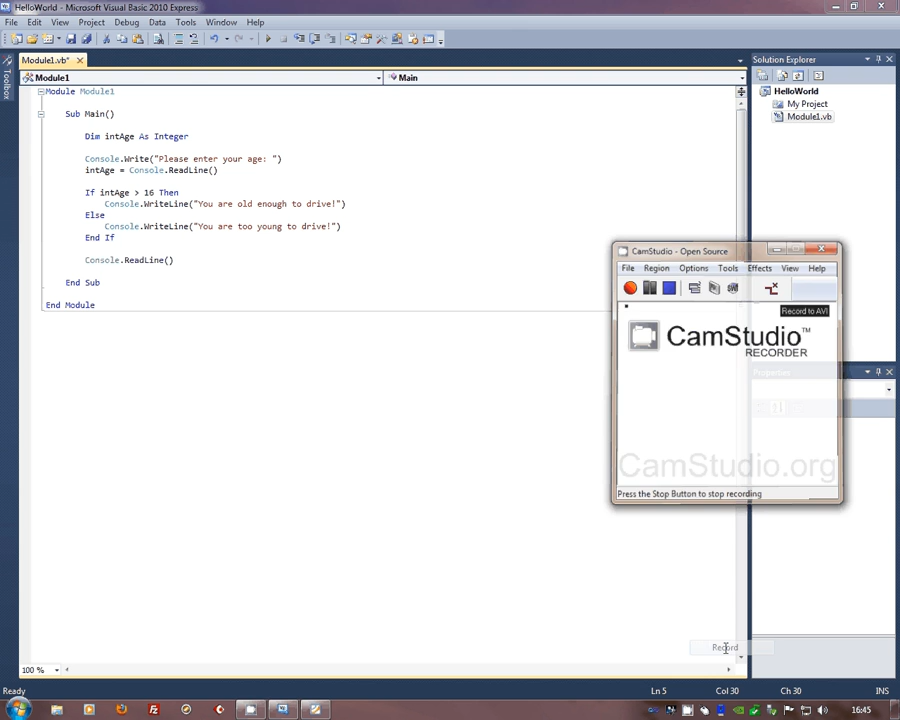 HelloWorld - Microsoft Visual Basic 2010 Express
File Edit View Project Debug Data Tools Window Help
Module1.vb*
Toolbox
Module1
Main
Module Module1
Sub Main()
Dim intAge As Integer
Console.Write("Please enter your age: ")
intAge = Console.ReadLine()
If intAge > 16 Then
Console.WriteLine("You are old enough to drive!")
Else
Console.WriteLine("You are too young to drive!")
End If
Console.ReadLine()
End Sub
End Module
Solution Explorer
HelloWorld
My Project
Module1.vb
CamStudio - Open Source
File Region Options Tools Effects View Help
Record to AVI
CamStudio™
RECORDER
CamStudio.org
Press the Stop Button to stop recording
Properties
Record
100 %
Ready
Ln 5
Col 30
Ch 30
INS
16:45